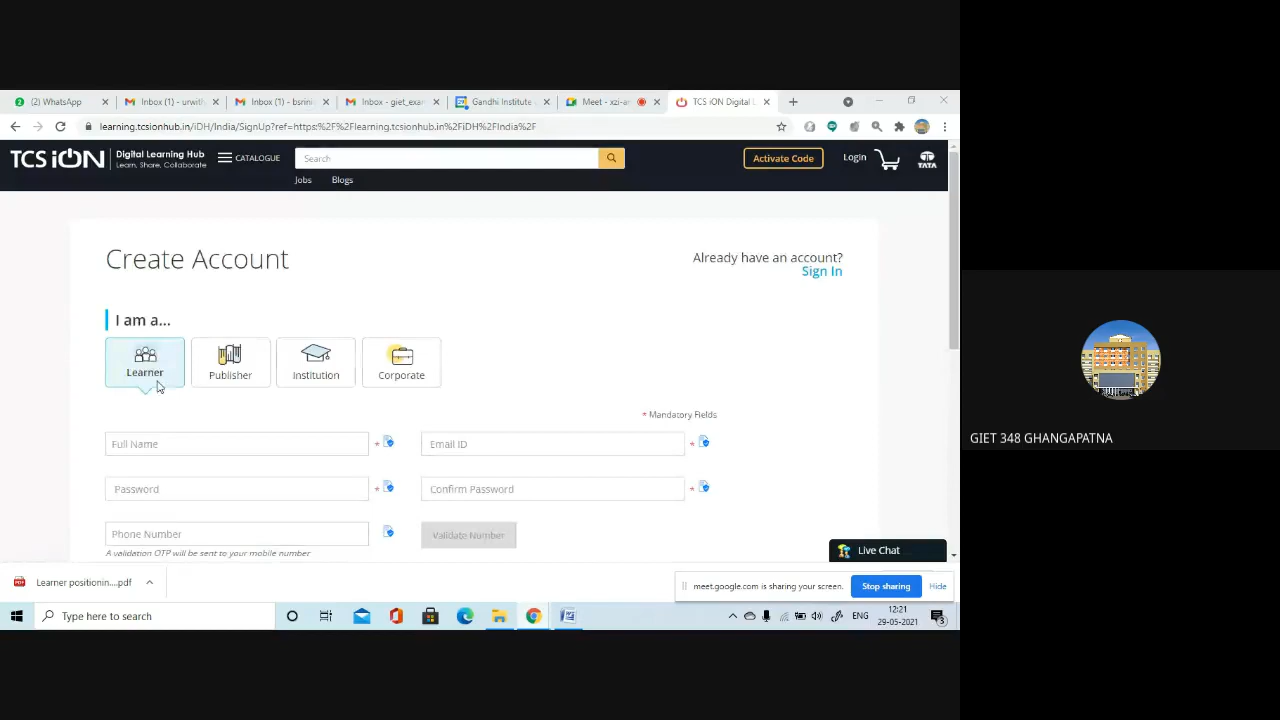 (2) WhatsApp
Inbox (1) - urwith
Inbox (1) - bsnini
Inbox - giet_exa
Gandhi Institute
Meet - xzi-a
TCS iON Digital L
learning.tcsionhub.in/iDH/India/SignUp?ref=https:%2F%2Flearning.tcsionhub.in%2FiDH%2FIndia%2F
TCS iON
Digital Learning Hub
Learn, Share, Collaborate
CATALOGUE
Search
Activate Code
Login
TATA
Jobs
Blogs
Create Account
Already have an account?
Sign In
I am a...
Learner
Publisher
Institution
Corporate
* Mandatory Fields
Full Name
*
Email ID
*
Password
*
Confirm Password
*
Phone Number
Validate Number
A validation OTP will be sent to your mobile number
Live Chat
Learner positionin....pdf
meet.google.com is sharing your screen.
Stop sharing
Hide
Type here to search
ENG
12:21
29-05-2021
3
GIET 348 GHANGAPATNA